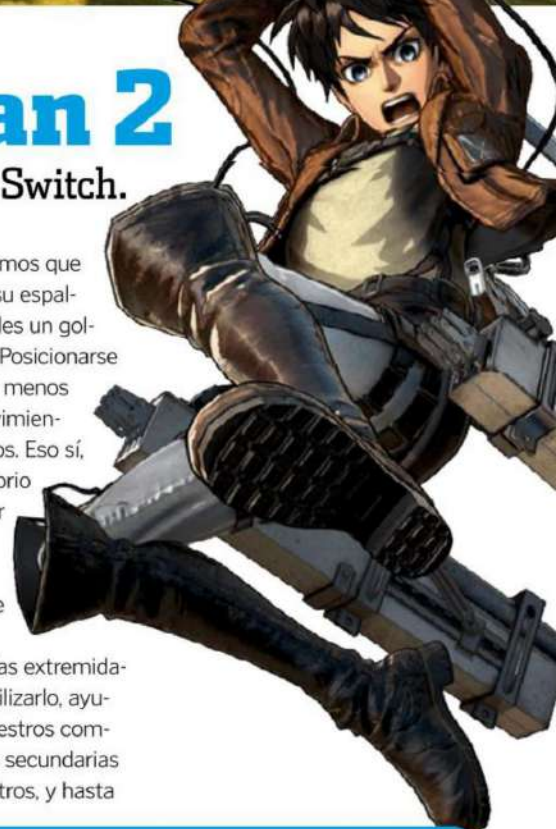 an 2
Switch.
mos que
su espal-
les un gol-
Posicionarse
menos
vimien-
os. Eso sí,
orio
r
e
as extremida-
ilizarlo, ayu-
estros com-
secundarias
tros, y hasta